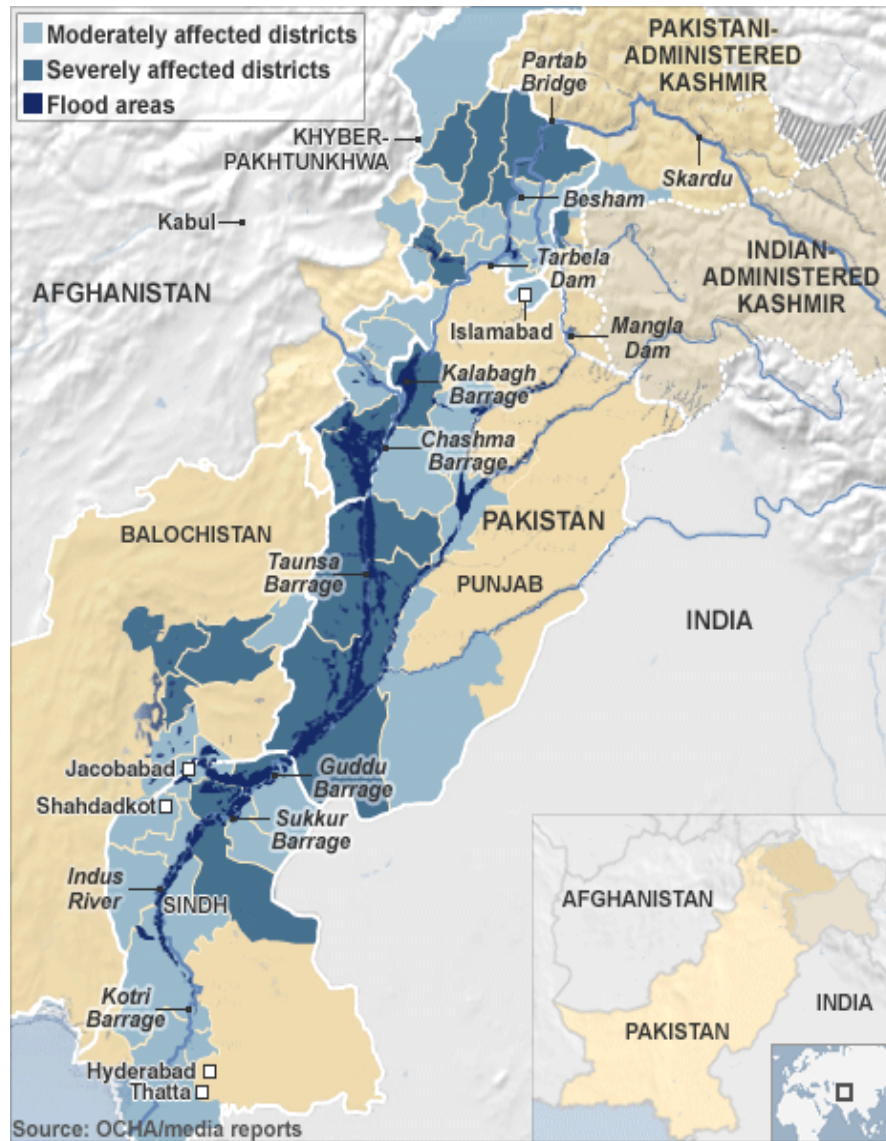 Moderately affected districts
Severely affected districts
Flood areas
PAKISTANI-
ADMINISTERED
KASHMIR
Partab
Bridge
KHYBER-
PAKHTUNKHWA
Skardu
Besham
Kabul
Tarbela
Dam
INDIAN-
ADMINISTERED
KASHMIR
AFGHANISTAN
Islamabad
Mangla
Dam
Kalabagh
Barrage
Chashma
Barrage
BALOCHISTAN
PAKISTAN
Taunsa
Barrage
PUNJAB
INDIA
Jacobabad
Guddu
Barrage
Shahdadkot
Sukkur
Barrage
Indus
River
SINDH
AFGHANISTAN
Kotri
Barrage
INDIA
PAKISTAN
Hyderabad
Thatta
Source: OCHA/media reports